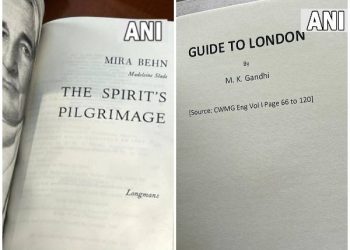 ANI
MIRA BEHN
Madeleine Slade
THE SPIRIT'S
PILGRIMAGE
Longmans
ANI
GUIDE TO LONDON
By
M. K. Gandhi
[Source: CWMG Eng Vol I Page 66 to 120]